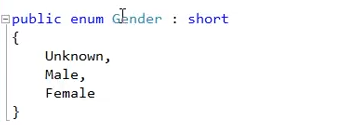 public enum Gender : short
{
    Unknown,
    Male,
    Female
}